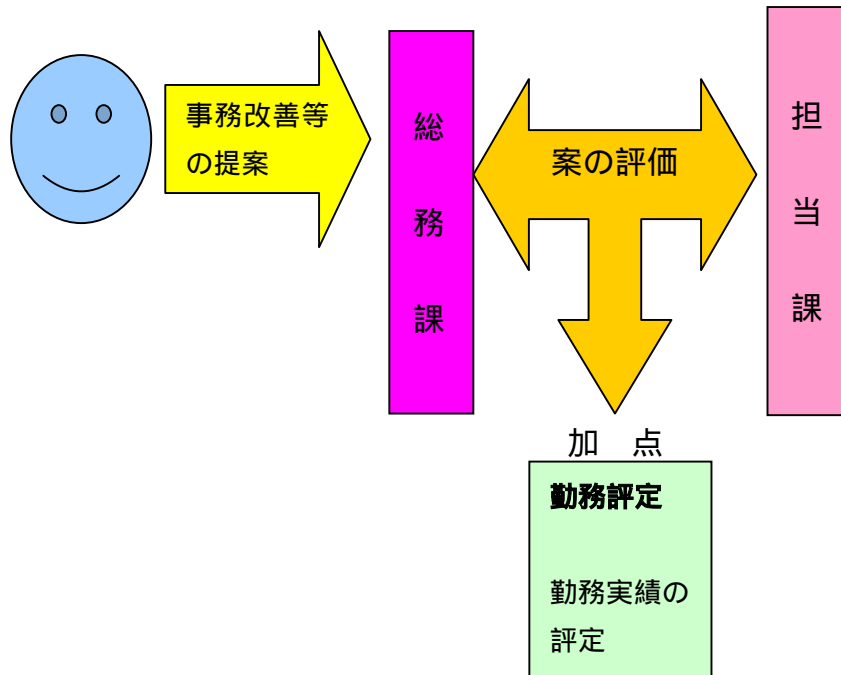 事務改善等
の提案
総務課
案の評価
担当課
加　点
勤務評定
勤務実績の
評定